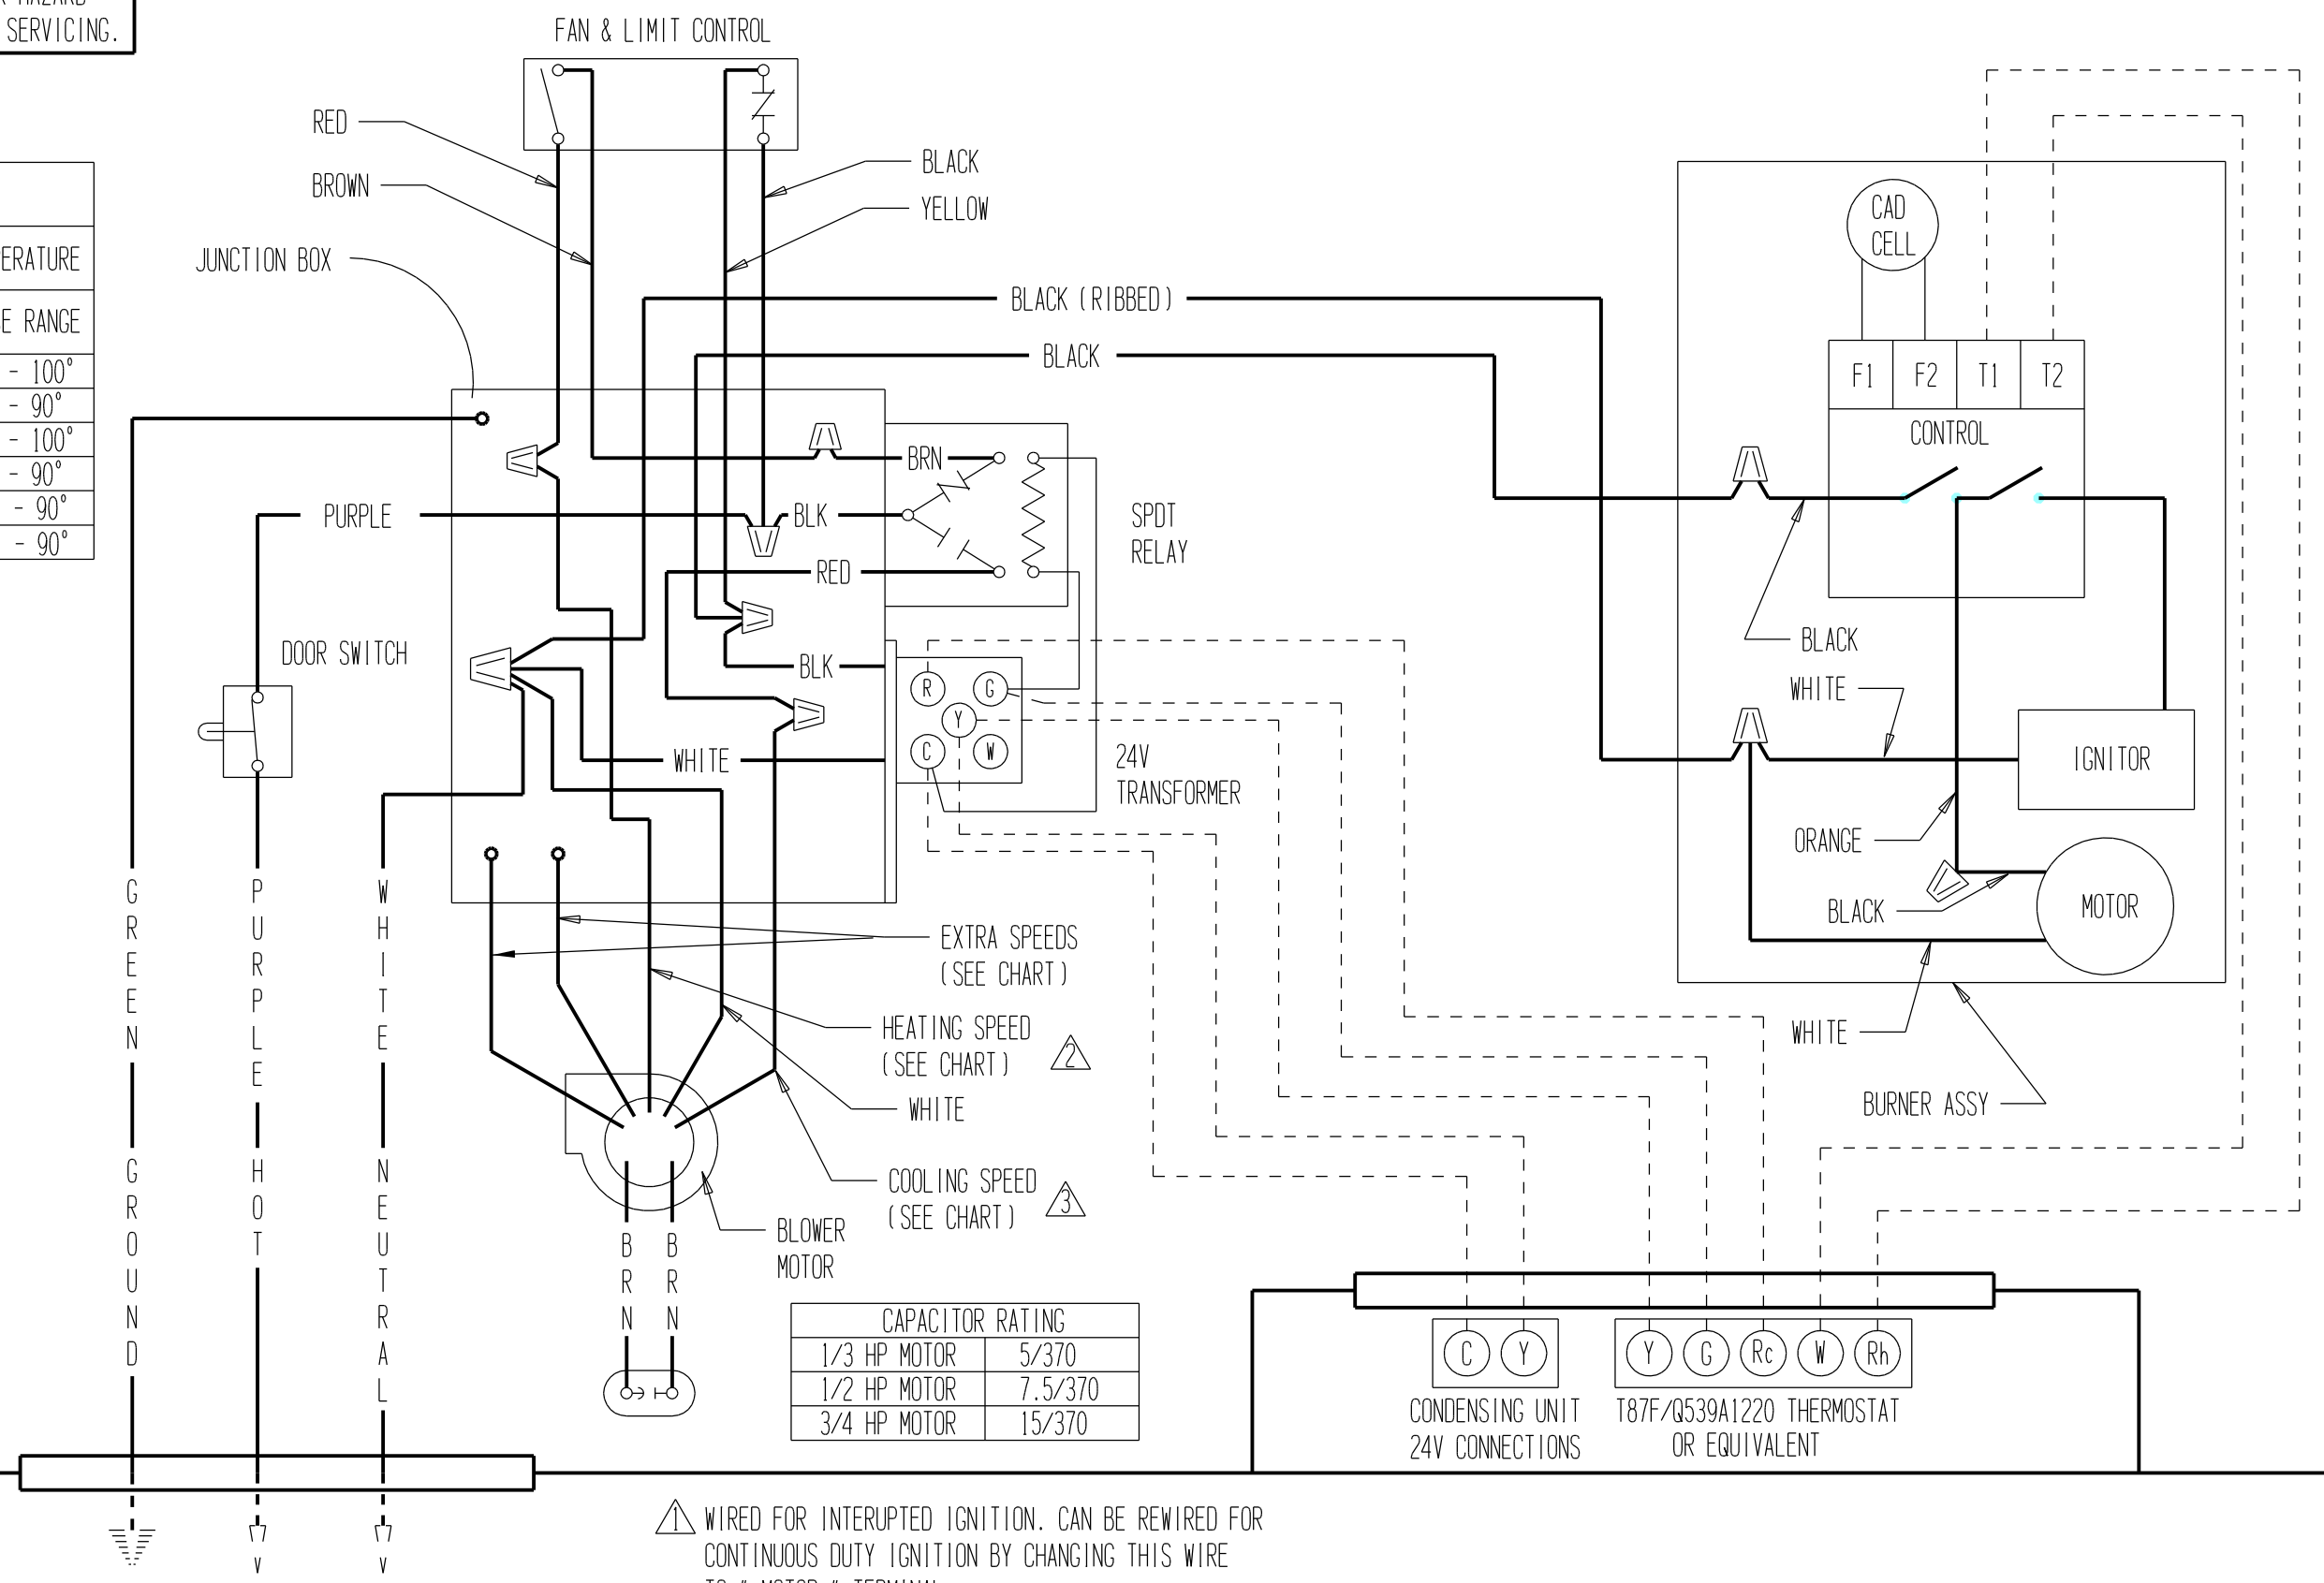 HAZARD
SERVICING.
FAN & LIMIT CONTROL
RED
BROWN
BLACK
YELLOW
JUNCTION BOX
ERATURE
E RANGE
- 100°
- 90°
- 100°
- 90°
- 90°
- 90°
BLACK (RIBBED)
BLACK
CAD
CELL
F1 F2 T1 T2
CONTROL
BRN
PURPLE
BLK
RED
SPDT
RELAY
DOOR SWITCH
BLK
R G
Y
C W
WHITE
24V
TRANSFORMER
BLACK
WHITE
IGNITOR
ORANGE
BLACK
MOTOR
WHITE
BURNER ASSY
GREEN
PURPLE
WHITE
GROUND
HOT
NEUTRAL
EXTRA SPEEDS
(SEE CHART)
HEATING SPEED
(SEE CHART) 2
WHITE
COOLING SPEED
(SEE CHART) 3
BLOWER
MOTOR
BRN
BRN
CAPACITOR RATING
1/3 HP MOTOR 5/370
1/2 HP MOTOR 7.5/370
3/4 HP MOTOR 15/370
C Y
CONDENSING UNIT
24V CONNECTIONS
Y G Rc W Rh
T87F/Q539A1220 THERMOSTAT
OR EQUIVALENT
1 WIRED FOR INTERUPTED IGNITION. CAN BE REWIRED FOR
CONTINUOUS DUTY IGNITION BY CHANGING THIS WIRE